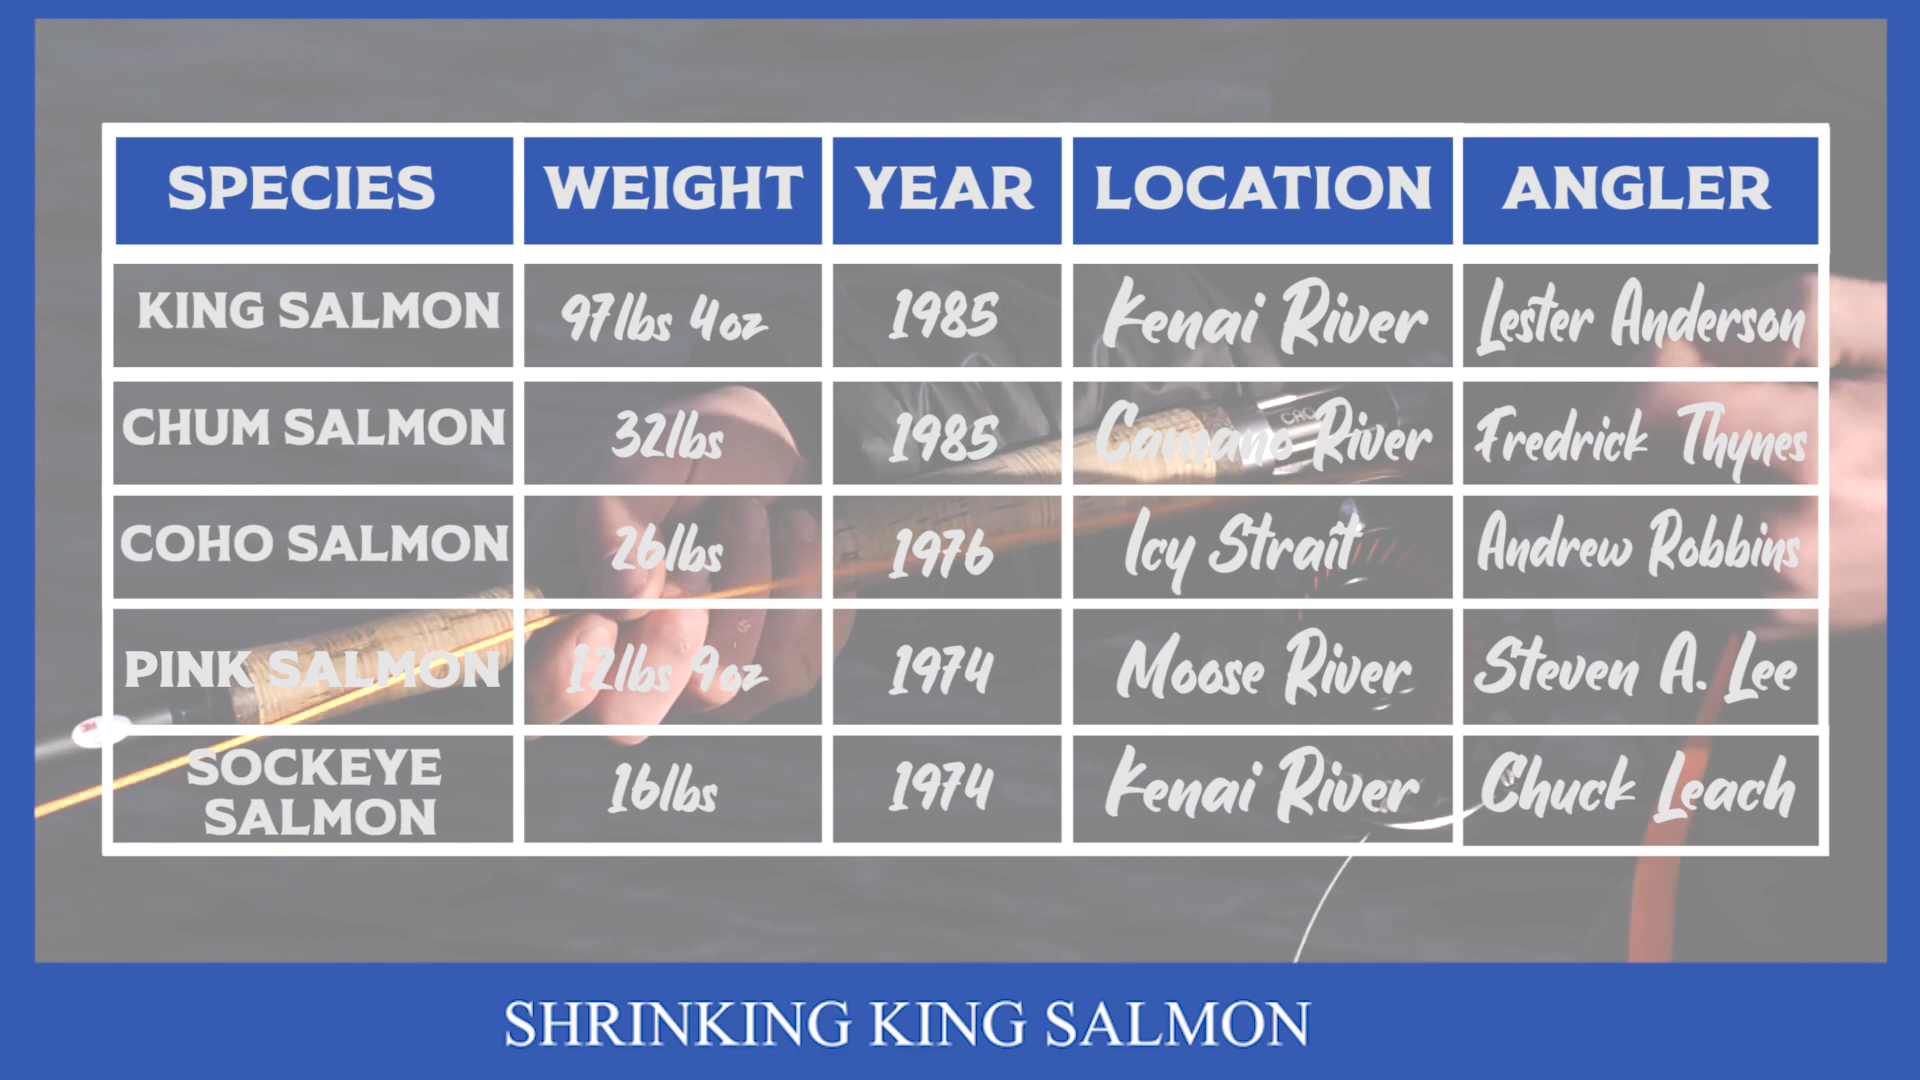 SPECIES WEIGHT YEAR LOCATION ANGLER
KING SALMON 97lbs 4oz 1985 Kenai River Lester Anderson
CHUM SALMON 32lbs 1985 Camano River Fredrick Thynes
COHO SALMON 26lbs 1976 Icy Strait Andrew Robbins
PINK SALMON 12lbs 9oz 1974 Moose River Steven A. Lee
SOCKEYE
SALMON 16lbs 1974 Kenai River Chuck Leach
SHRINKING KING SALMON